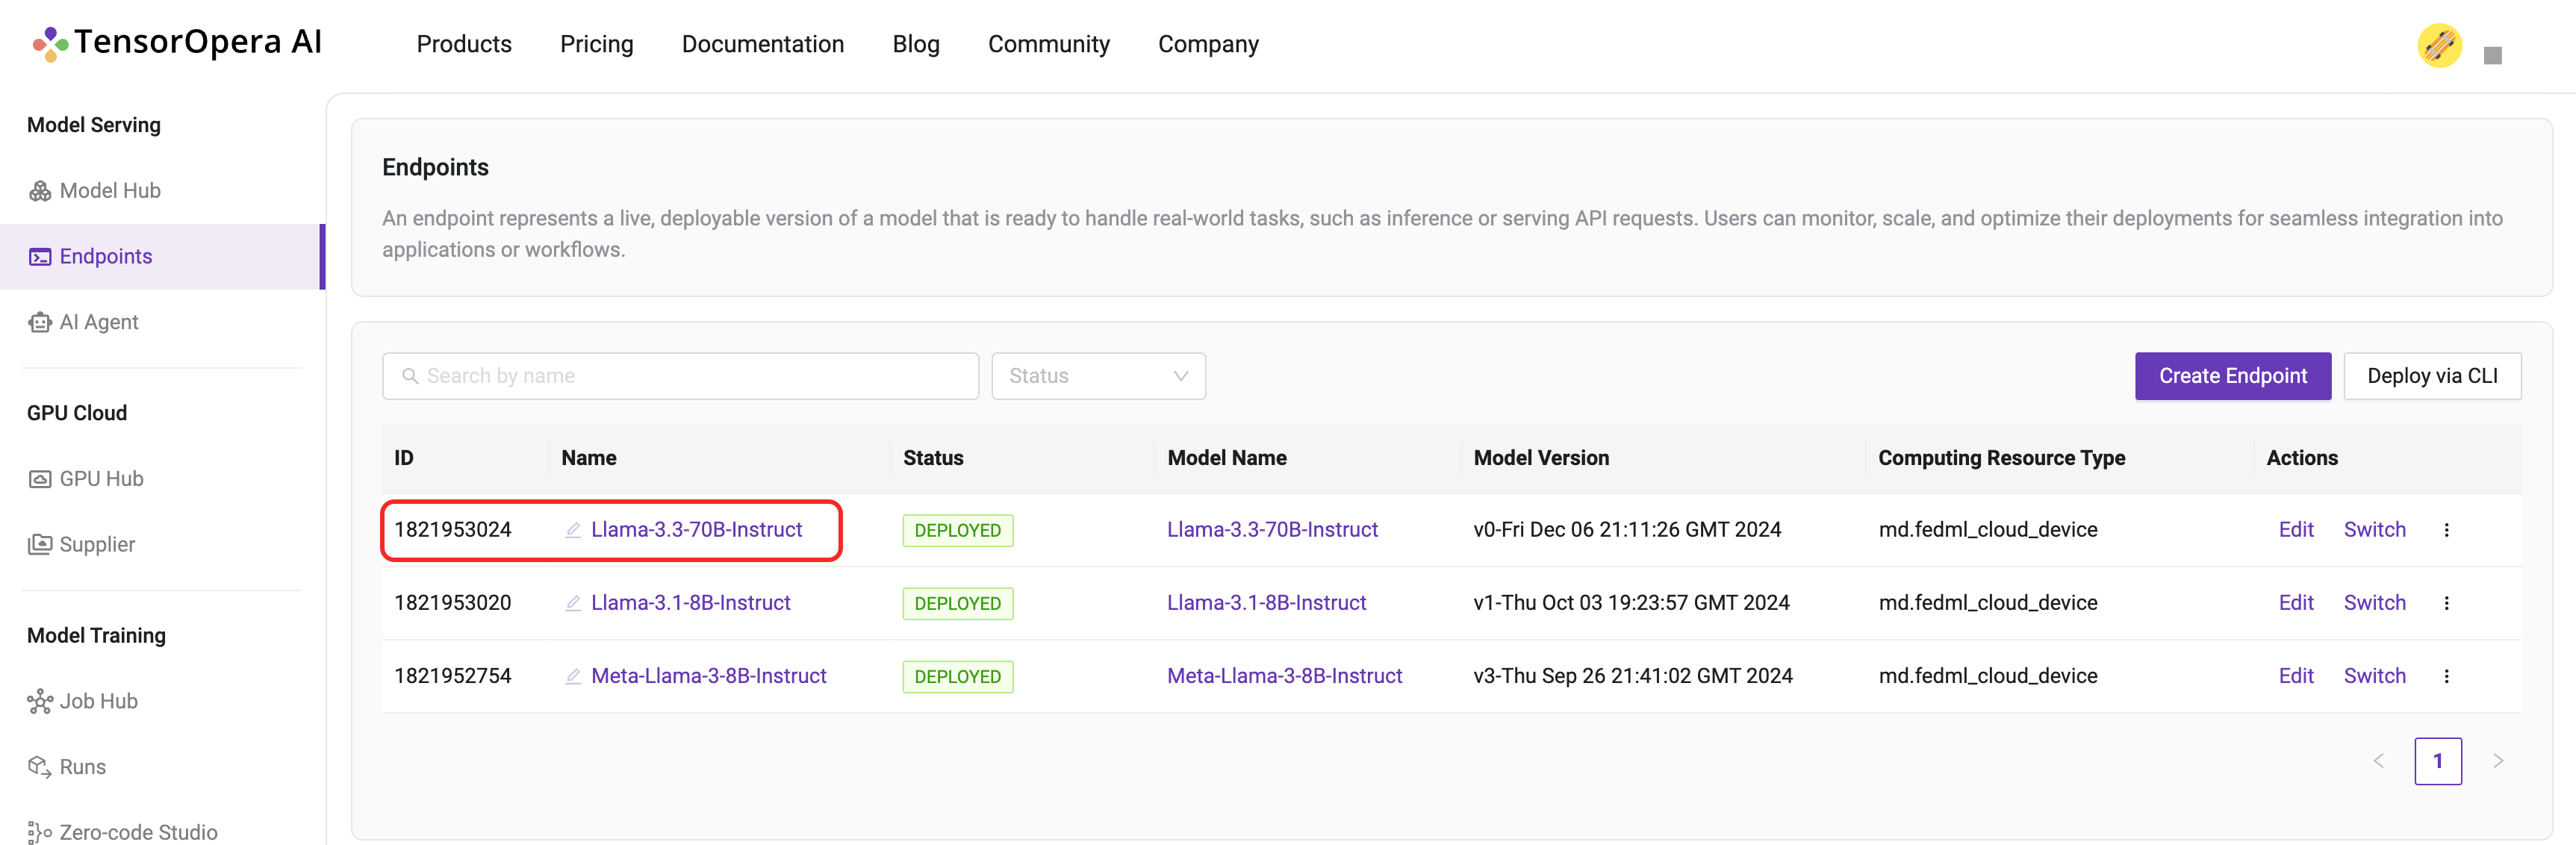 TensorOpera AI
Products Pricing Documentation Blog Community Company
Model Serving
Model Hub
Endpoints
AI Agent
GPU Cloud
GPU Hub
Supplier
Model Training
Job Hub
Runs
Zero-code Studio
Endpoints
An endpoint represents a live, deployable version of a model that is ready to handle real-world tasks, such as inference or serving API requests. Users can monitor, scale, and optimize their deployments for seamless integration into
applications or workflows.
Search by name Status Create Endpoint Deploy via CLI
ID Name Status Model Name Model Version Computing Resource Type Actions
1821953024 Llama-3.3-70B-Instruct DEPLOYED Llama-3.3-70B-Instruct v0-Fri Dec 06 21:11:26 GMT 2024 md.fedml_cloud_device Edit Switch
1821953020 Llama-3.1-8B-Instruct DEPLOYED Llama-3.1-8B-Instruct v1-Thu Oct 03 19:23:57 GMT 2024 md.fedml_cloud_device Edit Switch
1821952754 Meta-Llama-3-8B-Instruct DEPLOYED Meta-Llama-3-8B-Instruct v3-Thu Sep 26 21:41:02 GMT 2024 md.fedml_cloud_device Edit Switch
1